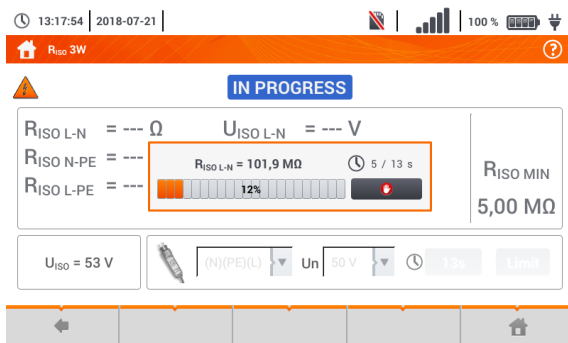 13:17:54 2018-07-21 100 %
RISO 3W ?
IN PROGRESS
RISO L-N = --- Ω UISO L-N = --- V
RISO N-PE = ---
RISO L-PE = ---
RISO L-N = 101,9 MΩ 5 / 13 s
12%
RISO MIN
5,00 MΩ
UISO = 53 V (N)(PE)(L) Un 50 V 13s Limit